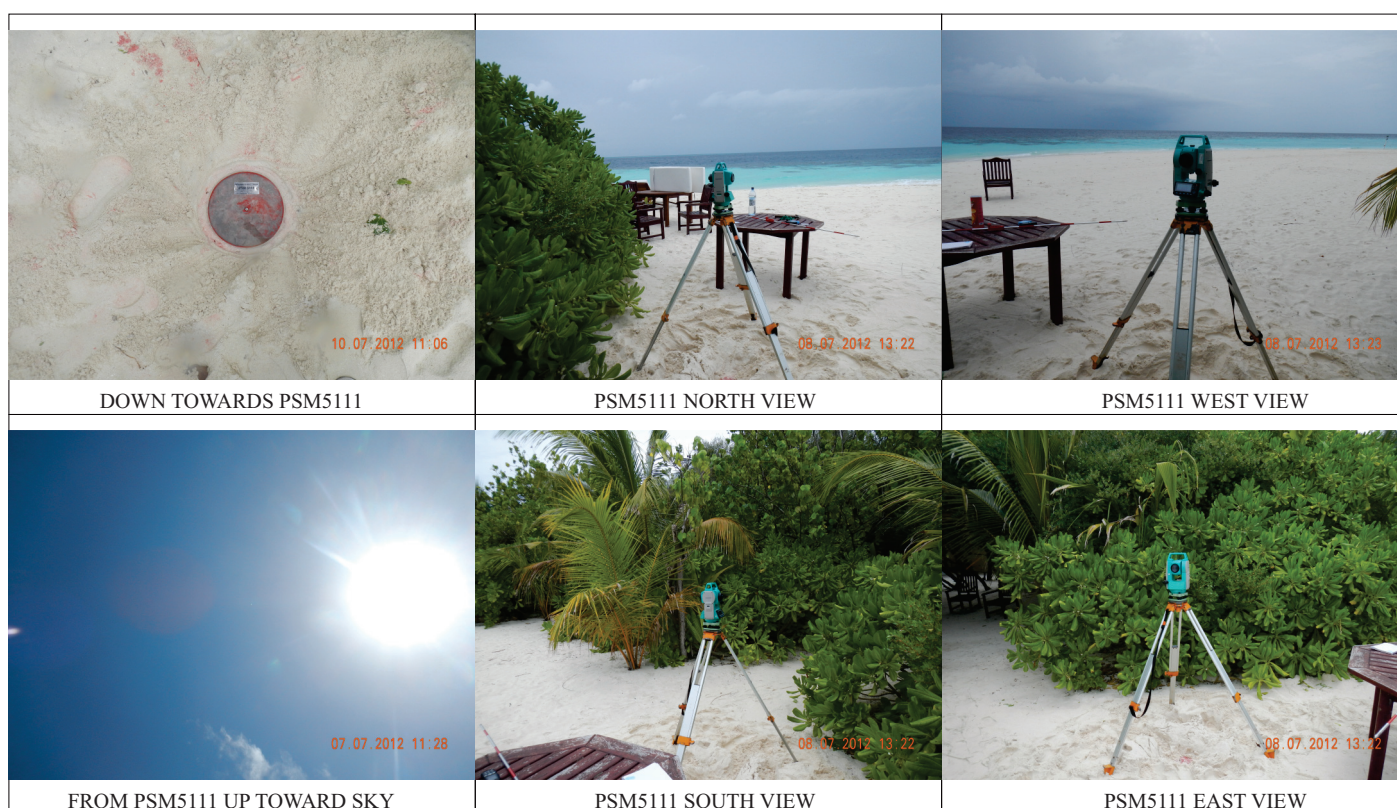 10.07.2012 11:06
08.07.2012 13:22
08.07.2012 13:23
DOWN TOWARDS PSM5111
PSM5111 NORTH VIEW
PSM5111 WEST VIEW
07.07.2012 11:28
08.07.2012 13:22
08.07.2012 13:22
FROM PSM5111 UP TOWARD SKY
PSM5111 SOUTH VIEW
PSM5111 EAST VIEW